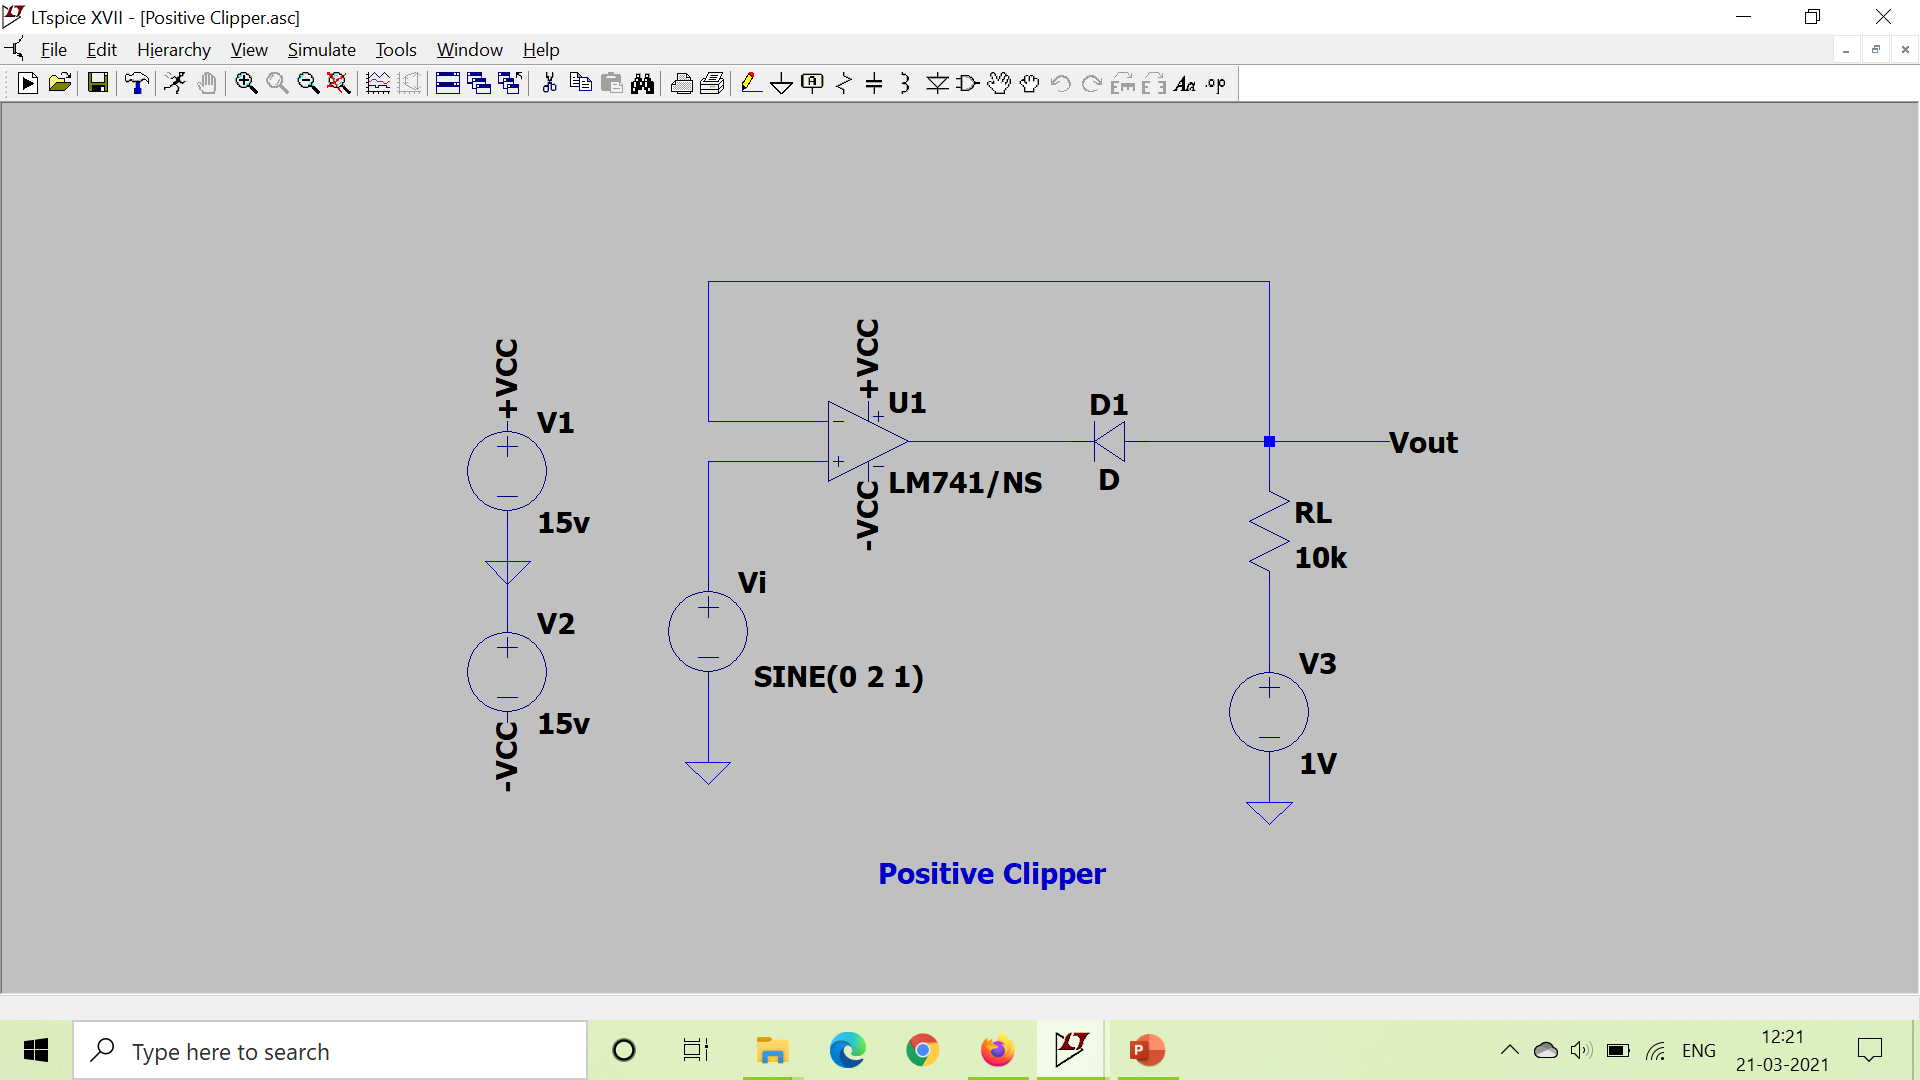 LTspice XVII - [Positive Clipper.asc]
File Edit Hierarchy View Simulate Tools Window Help
+VCC
V1
15v
V2
15v
-VCC
+VCC
U1
LM741/NS
-VCC
Vi
SINE(0 2 1)
D1
D
Vout
RL
10k
V3
1V
Positive Clipper
Type here to search
ENG
12:21
21-03-2021